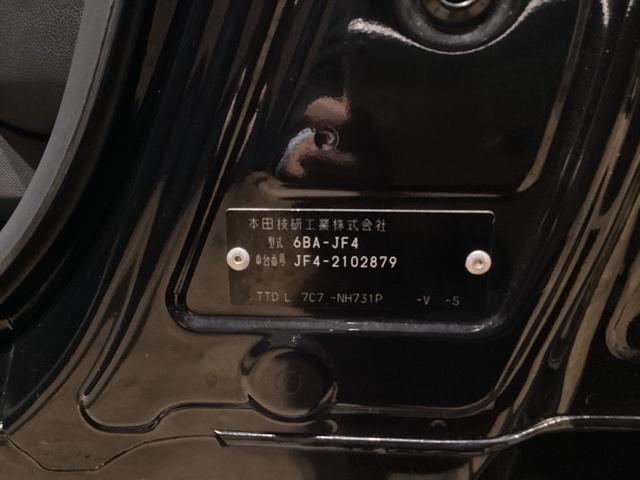 本田技研工業株式会社
型式 6BA-JF4
車台番号 JF4-2102879
TTDL 7C7 -NH731P -V -S